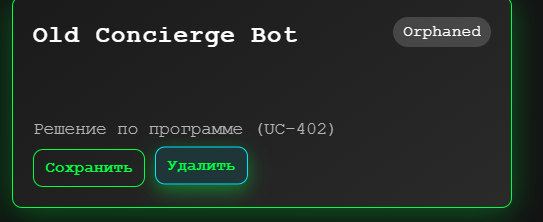 Old Concierge Bot
Orphaned
Решение по программе (UC-402)
Сохранить
Удалить